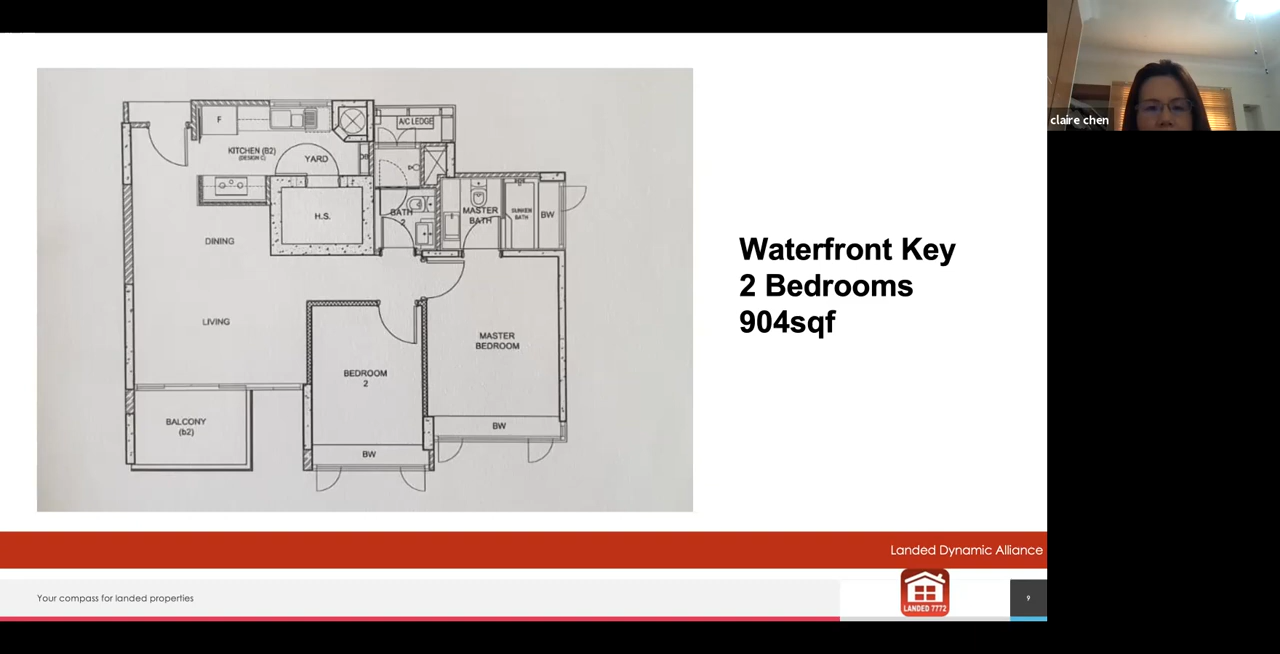 claire chen
F
A/C LEDGE
KITCHEN (B2)
(DESIGN C)
YARD
DB
H.S.
BATH
2
MASTER
BATH
SUNKEN
BATH
BW
DINING
LIVING
MASTER
BEDROOM
BEDROOM
2
BALCONY
(b2)
BW
BW
Waterfront Key
2 Bedrooms
904sqf
Landed Dynamic Alliance
Your compass for landed properties
LANDED 7772
9